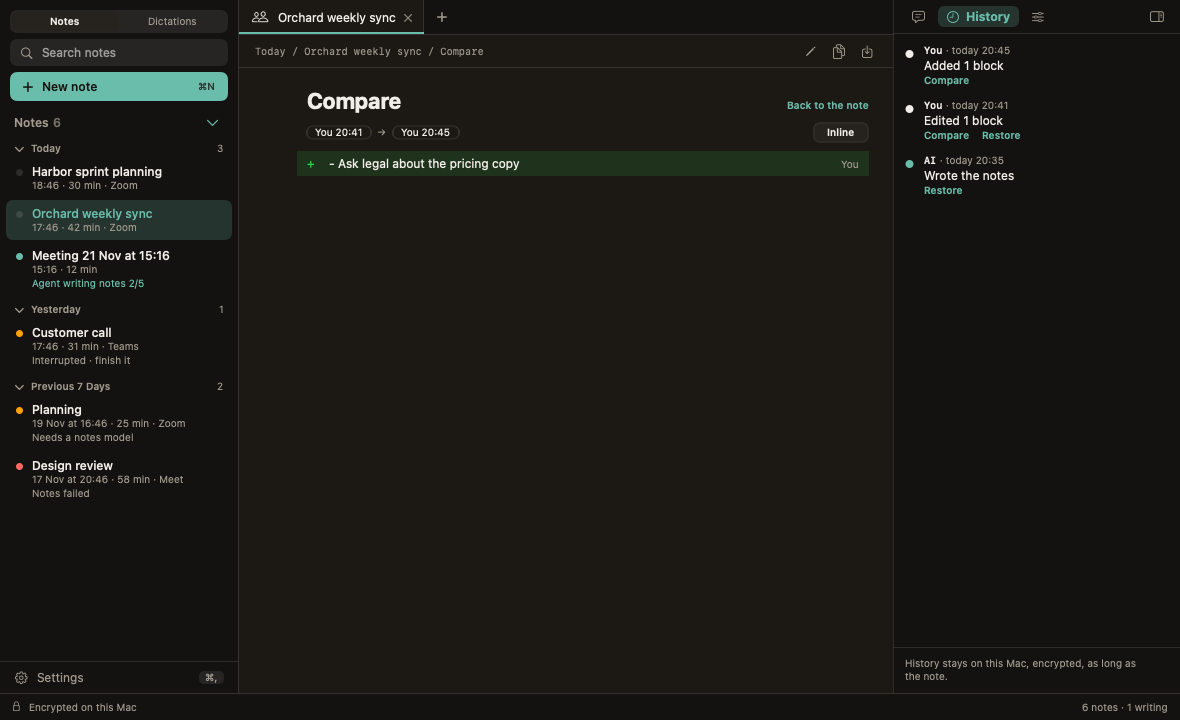 Notes
Dictations
Search notes
New note ⌘N
Notes 6
Today 3
Harbor sprint planning
18:46 · 30 min · Zoom
Orchard weekly sync
17:46 · 42 min · Zoom
Meeting 21 Nov at 15:16
15:16 · 12 min
Agent writing notes 2/5
Yesterday 1
Customer call
17:46 · 31 min · Teams
Interrupted · finish it
Previous 7 Days 2
Planning
19 Nov at 16:46 · 25 min · Zoom
Needs a notes model
Design review
17 Nov at 20:46 · 58 min · Meet
Notes failed
Settings ⌘,
Encrypted on this Mac
Orchard weekly sync
Today / Orchard weekly sync / Compare
Compare
Back to the note
You 20:41 → You 20:45
Inline
+ - Ask legal about the pricing copy You
History
You · today 20:45
Added 1 block
Compare
You · today 20:41
Edited 1 block
Compare Restore
AI · today 20:35
Wrote the notes
Restore
History stays on this Mac, encrypted, as long as
the note.
6 notes · 1 writing